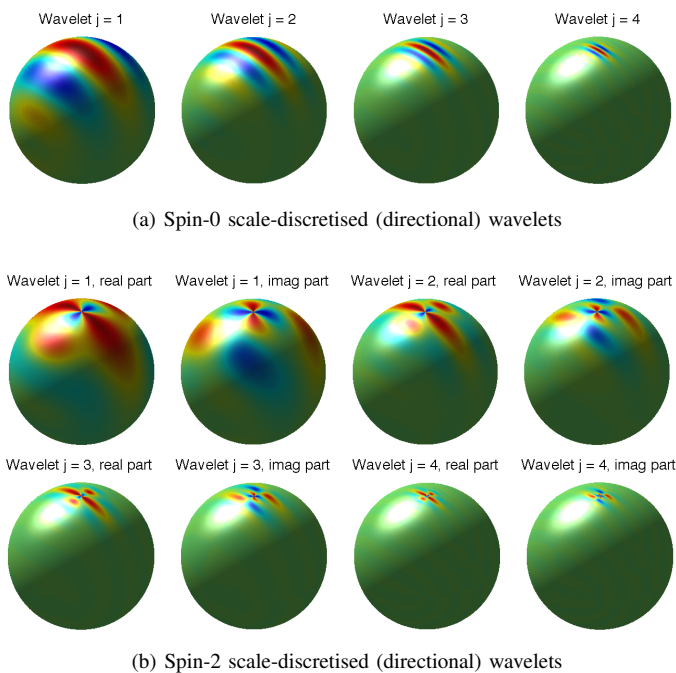 Wavelet j = 1 Wavelet j = 2 Wavelet j = 3 Wavelet j = 4
(a) Spin-0 scale-discretised (directional) wavelets
Wavelet j = 1, real part Wavelet j = 1, imag part Wavelet j = 2, real part Wavelet j = 2, imag part
Wavelet j = 3, real part Wavelet j = 3, imag part Wavelet j = 4, real part Wavelet j = 4, imag part
(b) Spin-2 scale-discretised (directional) wavelets